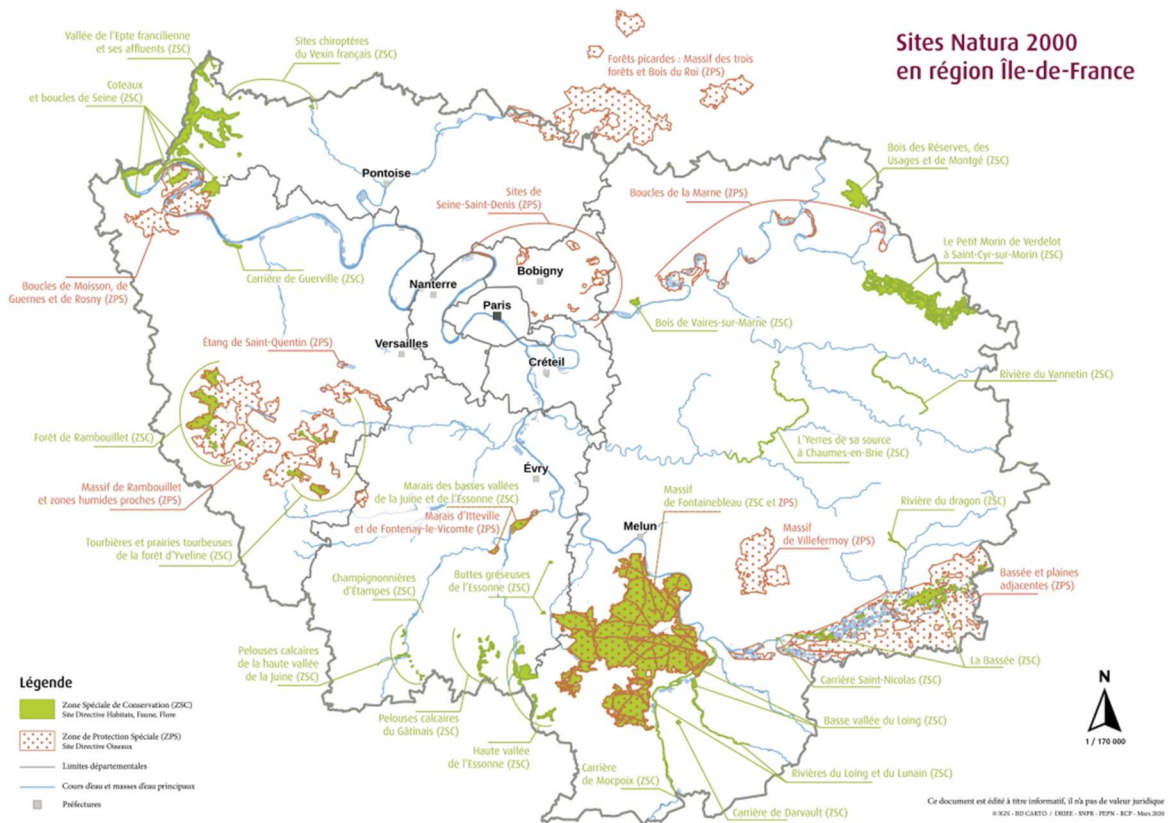 Sites Natura 2000
en région Île-de-France
Vallée de l'Epte francilienne
et ses affluents (ZSC)
Sites chiroptères
du Vexin français (ZSC)
Coteaux
et boucles de Seine (ZSC)
Forêts picardes : Massif des trois
forêts et Bois du Roi (ZPS)
Bois des Réserves, des
Usages et de Montgé (ZSC)
Pontoise
Sites de
Seine-Saint-Denis (ZPS)
Boucles de la Marne (ZPS)
Le Petit Morin de Verdelot
à Saint-Cyr-sur-Morin (ZSC)
Boucles de Moisson, de
Guernes et de Rosny (ZPS)
Carrière de Guerville (ZSC)
Nanterre
Bobigny
Paris
Bois de Vaires-sur-Marne (ZSC)
Étang de Saint-Quentin (ZPS)
Versailles
Créteil
Rivière du Vannetin (ZSC)
Forêt de Rambouillet (ZSC)
L'Yerres de sa source
à Chaumes-en-Brie (ZSC)
Massif de Rambouillet
et zones humides proches (ZPS)
Évry
Marais des basses vallées
de la Juine et de l'Essonne (ZSC)
Marais d'Itteville
et de Fontenay-le-Vicomte (ZPS)
Massif
de Fontainebleau (ZSC et ZPS)
Rivière du dragon (ZSC)
Melun
Massif
de Villefermoy (ZPS)
Tourbières et prairies tourbeuses
de la forêt d'Yveline (ZSC)
Champignonnières
d'Étampes (ZSC)
Buttes gréseuses
de l'Essonne (ZSC)
Bassée et plaines
adjacentes (ZPS)
Pelouses calcaires
de la haute vallée
de la Juine (ZSC)
La Bassée (ZSC)
Carrière Saint-Nicolas (ZSC)
Pelouses calcaires
du Gâtinais (ZSC)
Basse vallée du Loing (ZSC)
Haute vallée
de l'Essonne (ZSC)
Carrière
de Mocpoix (ZSC)
Rivières du Loing et du Lunain (ZSC)
Carrière de Darvault (ZSC)
Légende
Zone Spéciale de Conservation (ZSC)
Site Directive Habitats, Faune, Flore
Zone de Protection Spéciale (ZPS)
Site Directive Oiseaux
Limites départementales
Cours d'eau et masses d'eau principaux
Préfectures
N
1 / 170 000
Ce document est édité à titre informatif, il n'a pas de valeur juridique
© IGN - BD CARTO / DRIEE - SNPR - PEPN - RCP - Mars 2020